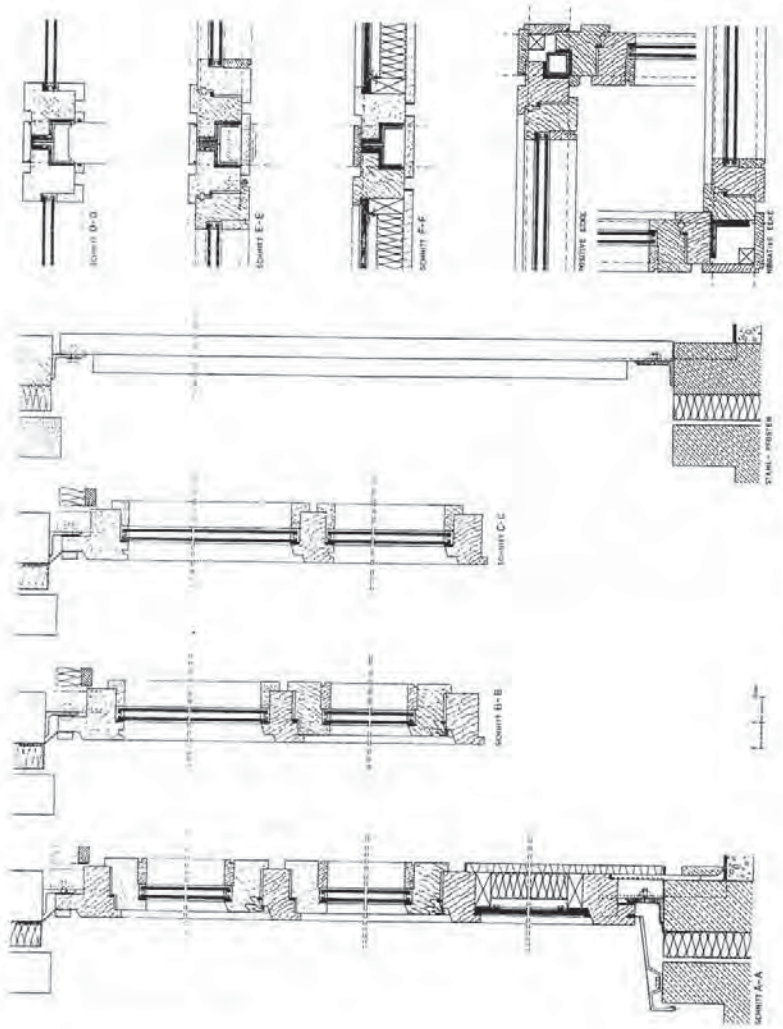 SCHNITT D-D
SCHNITT E-E
SCHNITT F-F
POSITIVE ECKE
NEGATIVE ECKE
STAHL-PFOSTEN
SCHNITT C-C
SCHNITT B-B
SCHNITT A-A